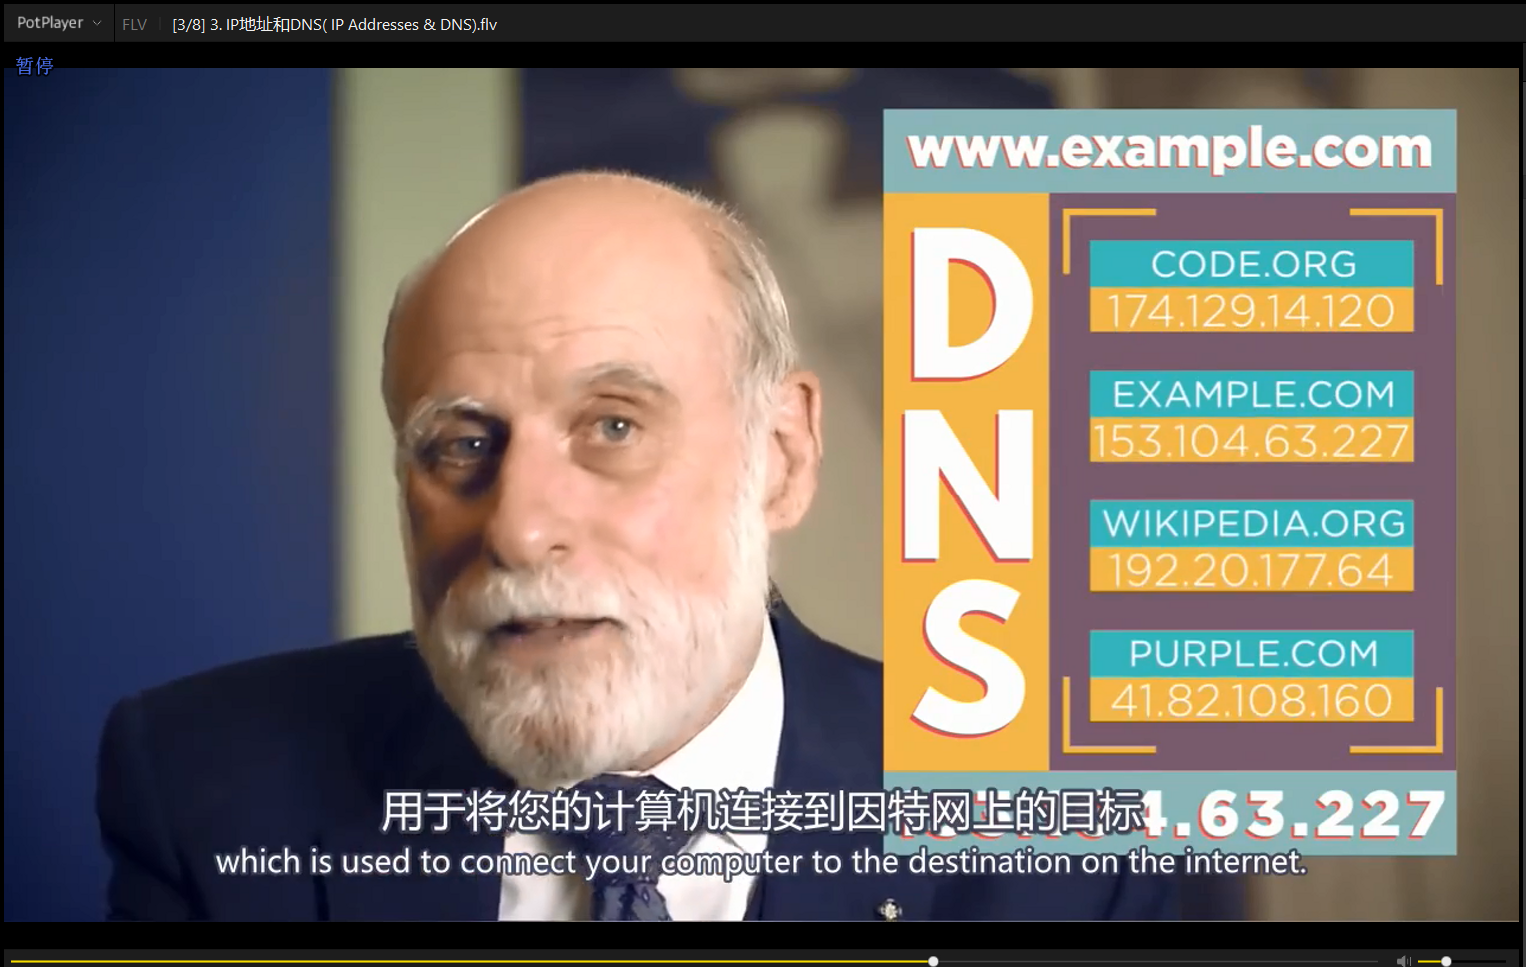 PotPlayer FLV [3/8] 3. IP地址和DNS( IP Addresses & DNS).flv
暂停
www.example.com
DNS
CODE.ORG
174.129.14.120
EXAMPLE.COM
153.104.63.227
WIKIPEDIA.ORG
192.20.177.64
PURPLE.COM
41.82.108.160
4.63.227
用于将您的计算机连接到因特网上的目标
which is used to connect your computer to the destination on the internet.